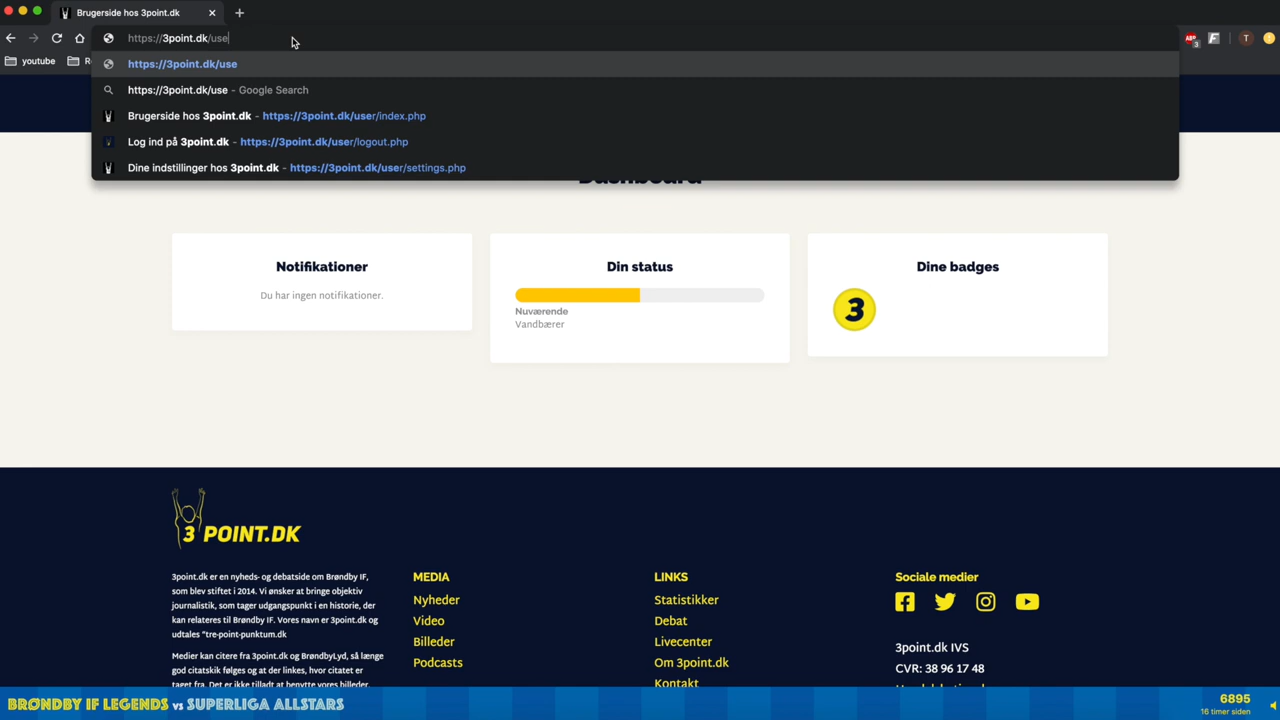 Brugerside hos 3point.dk
https://3point.dk/use
youtube
https://3point.dk/use
https://3point.dk/use - Google Search
Brugerside hos 3point.dk - https://3point.dk/user/index.php
Log ind på 3point.dk - https://3point.dk/user/logout.php
Dine indstillinger hos 3point.dk - https://3point.dk/user/settings.php
Notifikationer
Du har ingen notifikationer.
Din status
Nuværende
Vandbærer
Dine badges
3
3 POINT.DK
3point.dk er en nyheds- og debatside om Brøndby IF,
som blev stiftet i 2014. Vi ønsker at bringe objektiv
journalistik, som tager udgangspunkt i en historie, der
kan relateres til Brøndby IF. Vores navn er 3point.dk og
udtales "tre-point-punktum.dk
Medier kan citere fra 3point.dk og BrøndbyLyd, så længe
god citatskik følges og at der linkes, hvor citatet er
taget fra. Det er ikke tilladt at benytte vores billeder.
MEDIA
Nyheder
Video
Billeder
Podcasts
LINKS
Statistikker
Debat
Livecenter
Om 3point.dk
Kontakt
Sociale medier
3point.dk IVS
CVR: 38 96 17 48
BRØNDBY IF LEGENDS vs SUPERLIGA ALLSTARS
6895
16 timer siden